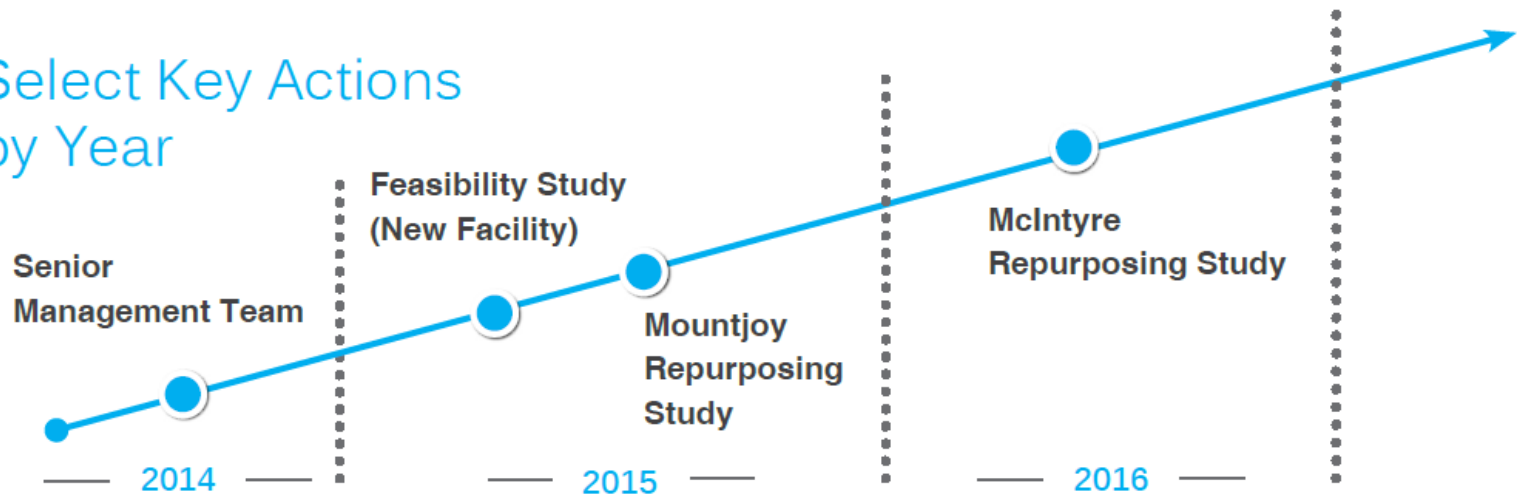 Select Key Actions
by Year
Senior
Management Team
Feasibility Study
(New Facility)
Mountjoy
Repurposing
Study
McIntyre
Repurposing Study
2014
2015
2016